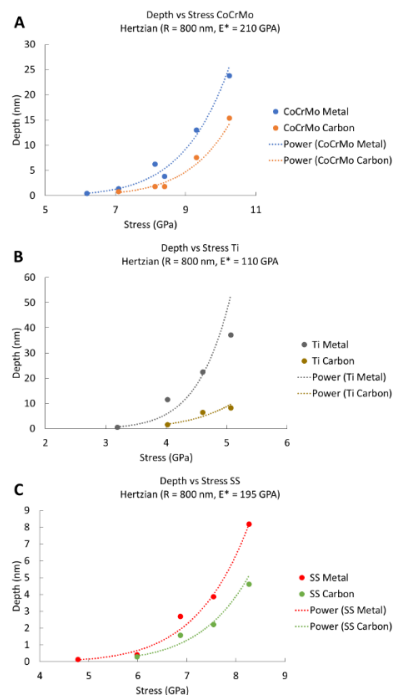 A
Depth vs Stress CoCrMo
Hertzian (R = 800 nm, E* = 210 GPA)
30
25
20
15
10
5
0
Depth (nm)
5
7
9
11
Stress (GPa)
CoCrMo Metal
CoCrMo Carbon
Power (CoCrMo Metal)
Power (CoCrMo Carbon)
B
Depth vs Stress Ti
Hertzian (R = 800 nm, E* = 110 GPA
60
50
40
30
20
10
0
Depth (nm)
2
3
4
5
6
Stress (GPa)
Ti Metal
Ti Carbon
Power (Ti Metal)
Power (Ti Carbon)
C
Depth vs Stress SS
Hertzian (R = 800 nm, E* = 195 GPA)
9
8
7
6
5
4
3
2
1
0
Depth (nm)
4
5
6
7
8
9
Stress (GPa)
SS Metal
SS Carbon
Power (SS Metal)
Power (SS Carbon)